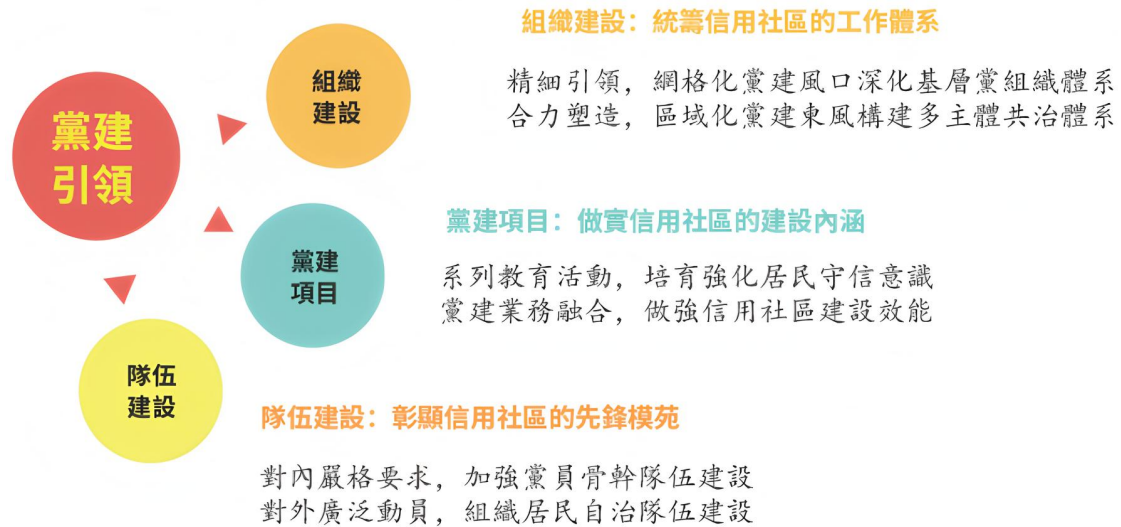 黨建
引領
組織
建設
組織建設：統籌信用社區的工作體系
精細引領，網格化黨建風口深化基層黨組織體系
合力塑造，區域化黨建東風構建多主體共治體系
黨建
項目
黨建項目：做實信用社區的建設內涵
系列教育活動，培育強化居民守信意識
黨建業務融合，做強信用社區建設效能
隊伍
建設
隊伍建設：彰顯信用社區的先鋒模苑
對內嚴格要求，加強黨員骨幹隊伍建設
對外廣泛動員，組織居民自治隊伍建設